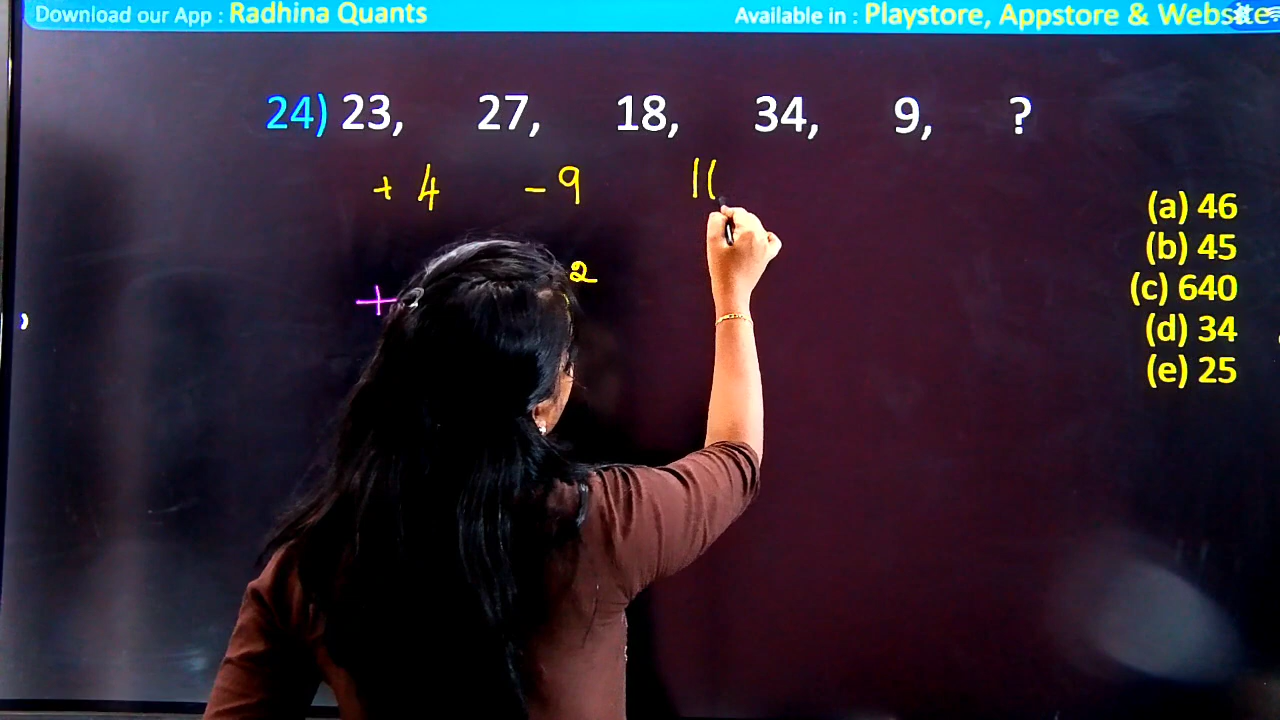 Download our App : Radhina Quants
Available in : Playstore, Appstore & Website
24) 23, 27, 18, 34, 9, ?
+ 4 - 9
+ 2
(a) 46
(b) 45
(c) 640
(d) 34
(e) 25